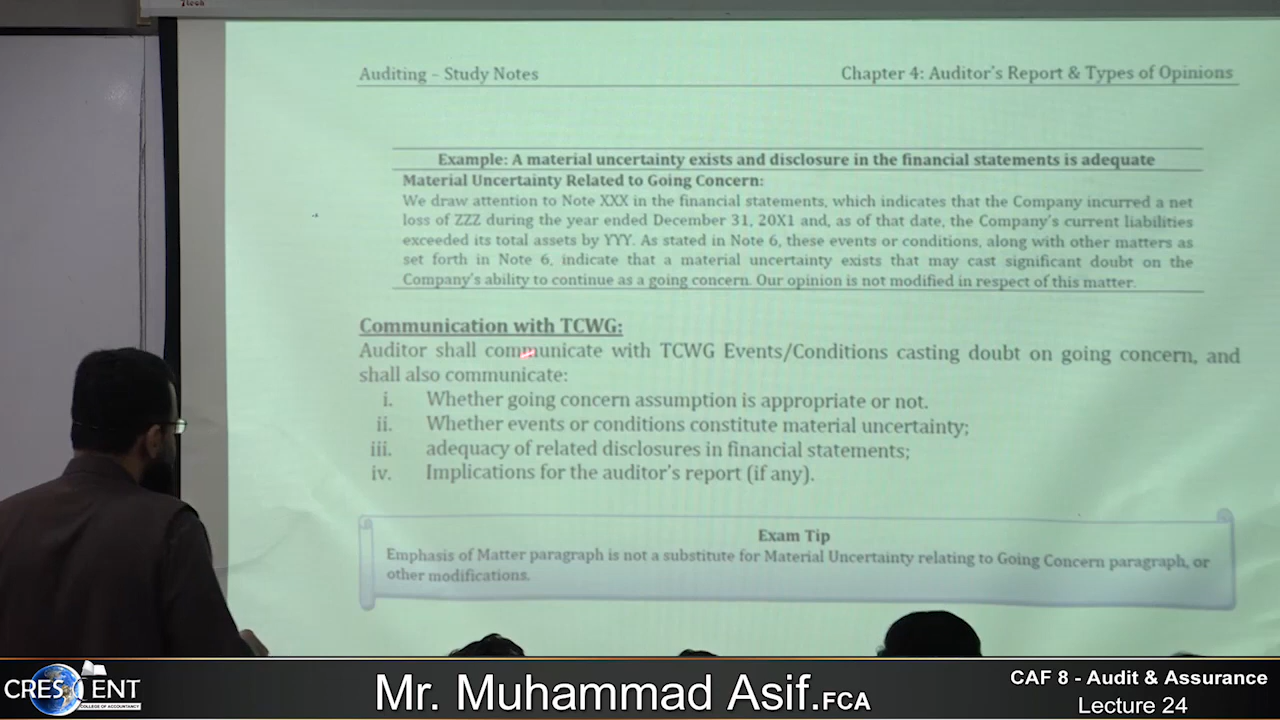 Auditing – Study Notes
Chapter 4: Auditor's Report & Types of Opinions
Example: A material uncertainty exists and disclosure in the financial statements is adequate
Material Uncertainty Related to Going Concern:
We draw attention to Note XXX in the financial statements, which indicates that the Company incurred a net
loss of ZZZ during the year ended December 31, 20X1 and, as of that date, the Company's current liabilities
exceeded its total assets by YYY. As stated in Note 6, these events or conditions, along with other matters as
set forth in Note 6, indicate that a material uncertainty exists that may cast significant doubt on the
Company's ability to continue as a going concern. Our opinion is not modified in respect of this matter.
Communication with TCWG:
Auditor shall communicate with TCWG Events/Conditions casting doubt on going concern, and
shall also communicate:
i. Whether going concern assumption is appropriate or not.
ii. Whether events or conditions constitute material uncertainty;
iii. adequacy of related disclosures in financial statements;
iv. Implications for the auditor's report (if any).
Exam Tip
Emphasis of Matter paragraph is not a substitute for Material Uncertainty relating to Going Concern paragraph, or
other modifications.
CRESCENT
COLLEGE OF ACCOUNTANCY
Mr. Muhammad Asif.FCA
CAF 8 - Audit & Assurance
Lecture 24